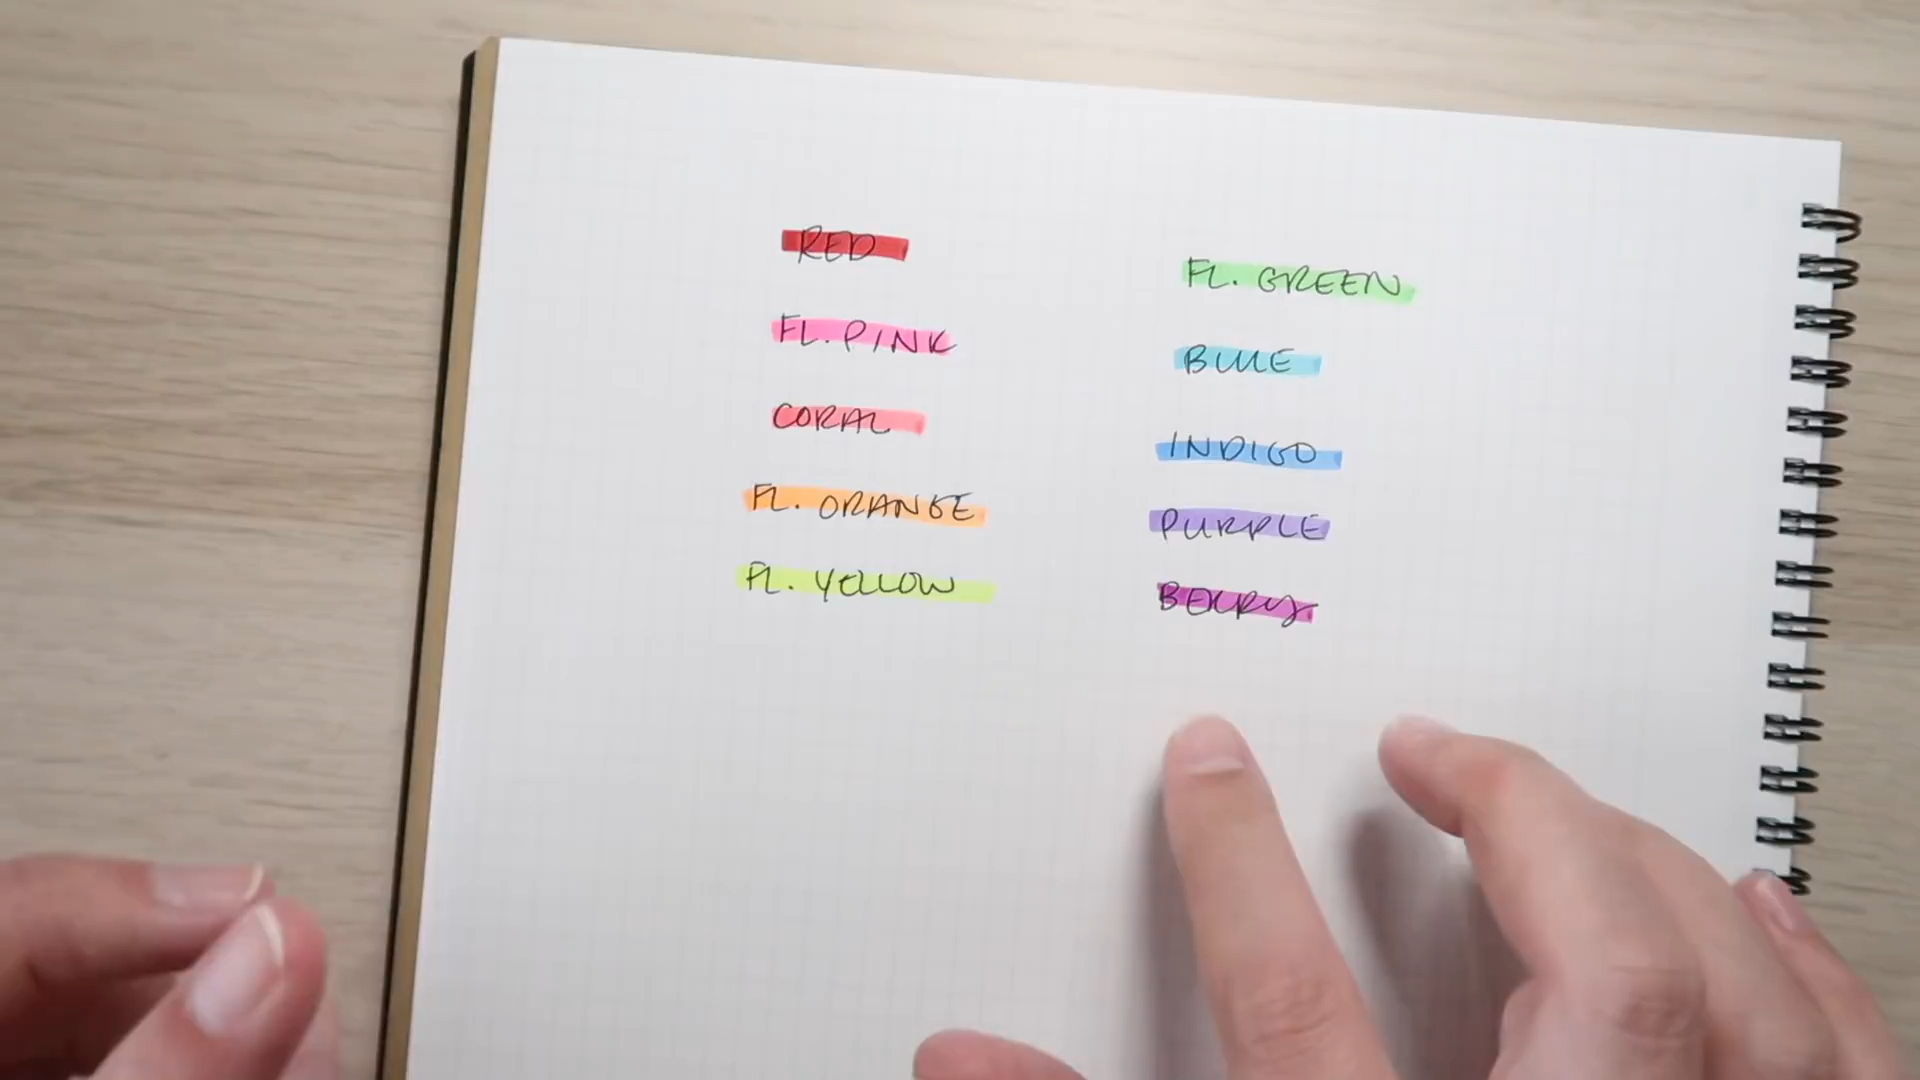 RED
FL. PINK
CORAL
FL. ORANGE
FL. YELLOW
FL. GREEN
BLUE
INDIGO
PURPLE
BERRY